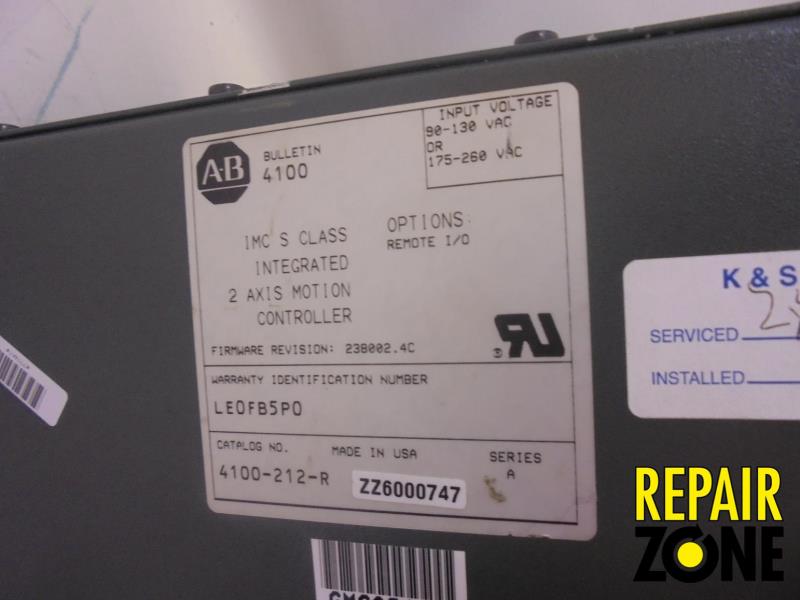 A-B
BULLETIN
4100
INPUT VOLTAGE
90-130 VAC
OR
175-260 VAC
IMC S CLASS
INTEGRATED
2 AXIS MOTION
CONTROLLER
OPTIONS:
REMOTE I/O
FIRMWARE REVISION: 23B002.4C
®
WARRANTY IDENTIFICATION NUMBER
LE0FB5P0
CATALOG NO.
4100-212-R
MADE IN USA
ZZ6000747
SERIES
A
K & S
SERVICED
INSTALLED
REPAIR
ZONE